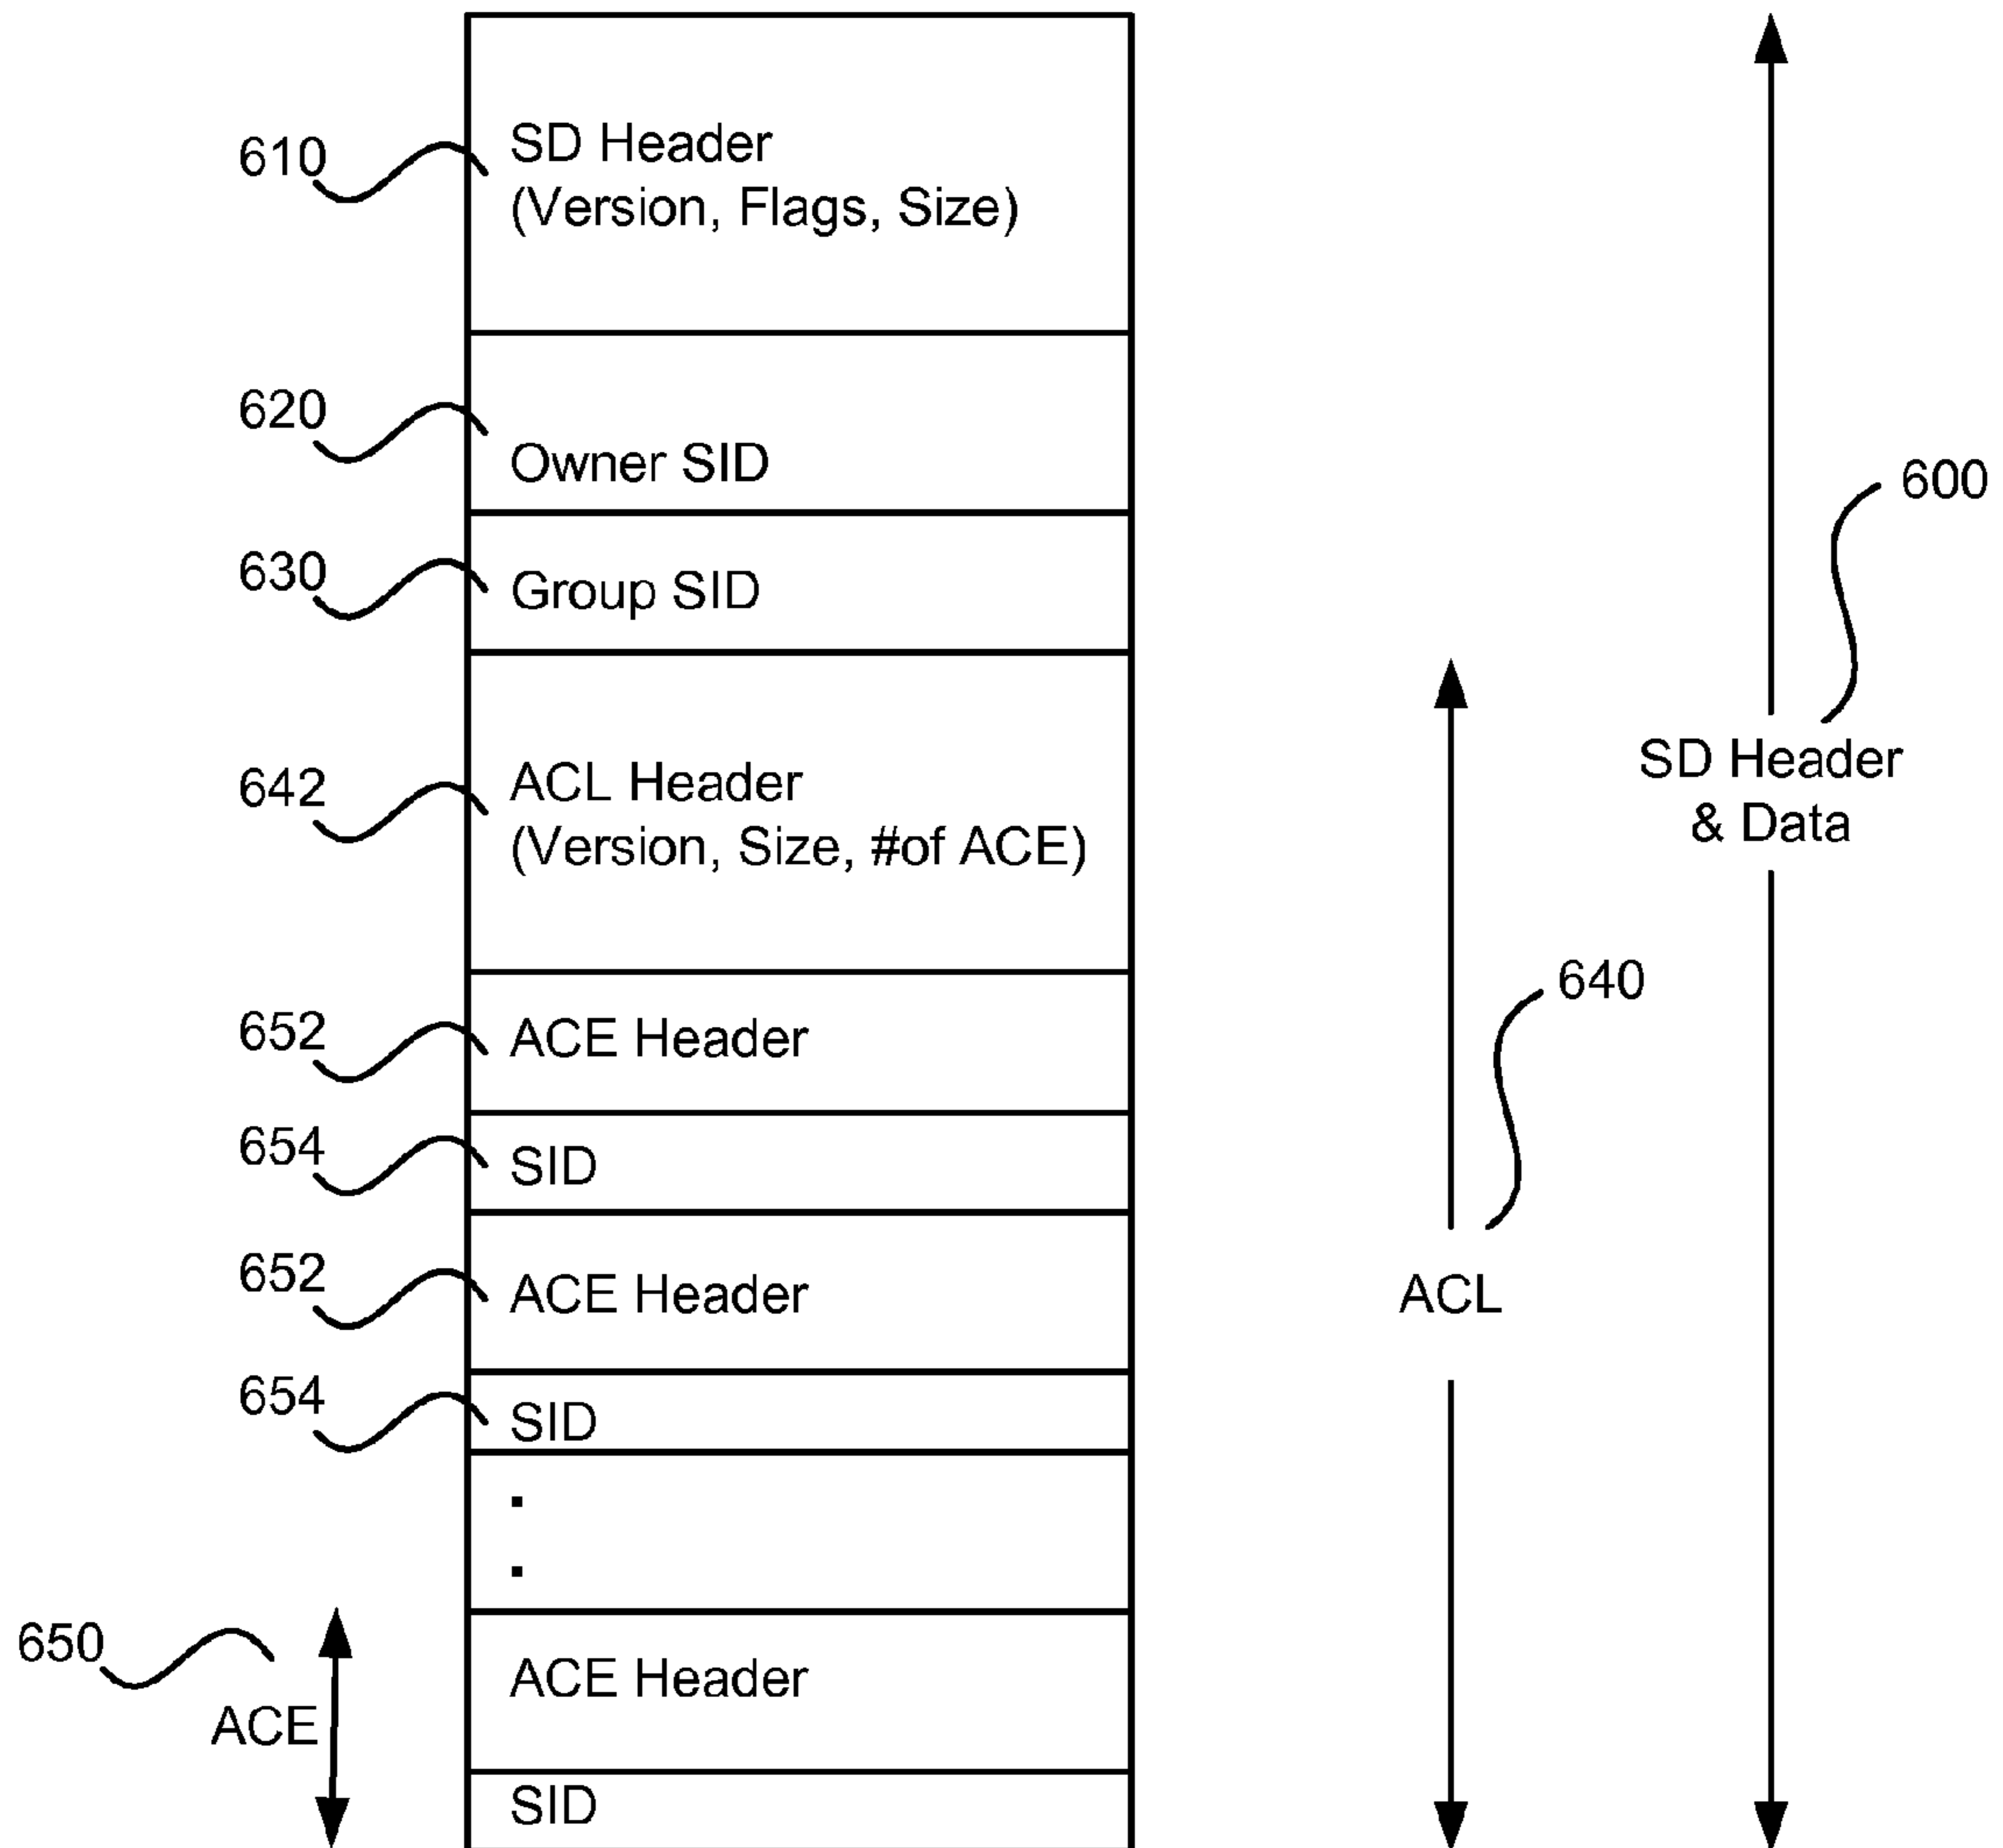 610
SD Header
(Version, Flags, Size)
620
Owner SID
630
Group SID
600
642
ACL Header
(Version, Size, #of ACE)
SD Header
& Data
640
652
ACE Header
654
SID
652
ACE Header
ACL
654
SID
.
.
650
ACE
ACE Header
SID